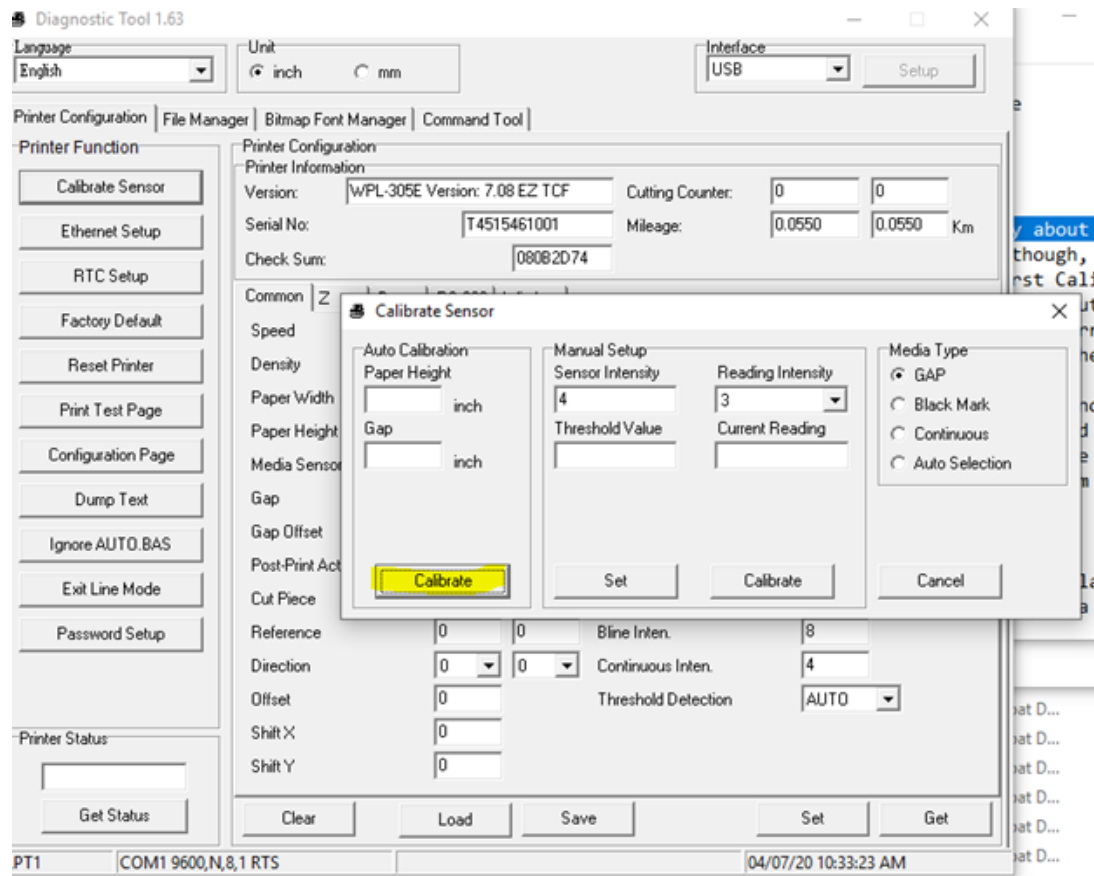 Diagnostic Tool 1.63
Language
English
Unit
inch mm
Interface
USB Setup
Printer Configuration File Manager Bitmap Font Manager Command Tool
Printer Function
Calibrate Sensor
Ethernet Setup
RTC Setup
Factory Default
Reset Printer
Print Test Page
Configuration Page
Dump Text
Ignore AUTO.BAS
Exit Line Mode
Password Setup
Printer Status
Get Status
Printer Configuration
Printer Information
Version: WPL-305E Version: 7.08 EZ TCF Cutting Counter: 0 0
Serial No: T4515461001 Mileage: 0.0550 0.0550 Km
Check Sum: 080B2D74
Common Z
Speed
Density
Paper Width
Paper Height
Media Sensor
Gap
Gap Offset
Post-Print Act
Cut Piece
Reference 0 0 Bline Inten. 8
Direction 0 0 Continuous Inten. 4
Offset 0 Threshold Detection AUTO
Shift X 0
Shift Y 0
Clear Load Save Set Get
Calibrate Sensor
Auto Calibration
Paper Height
inch
Gap
inch
Calibrate
Manual Setup
Sensor Intensity Reading Intensity
4 3
Threshold Value Current Reading
Set Calibrate
Media Type
GAP
Black Mark
Continuous
Auto Selection
Cancel
PT1 COM1 9600,N,8,1 RTS 04/07/20 10:33:23 AM
about
though,
rst Cali
pat D...
pat D...
pat D...
pat D...
pat D...
pat D...